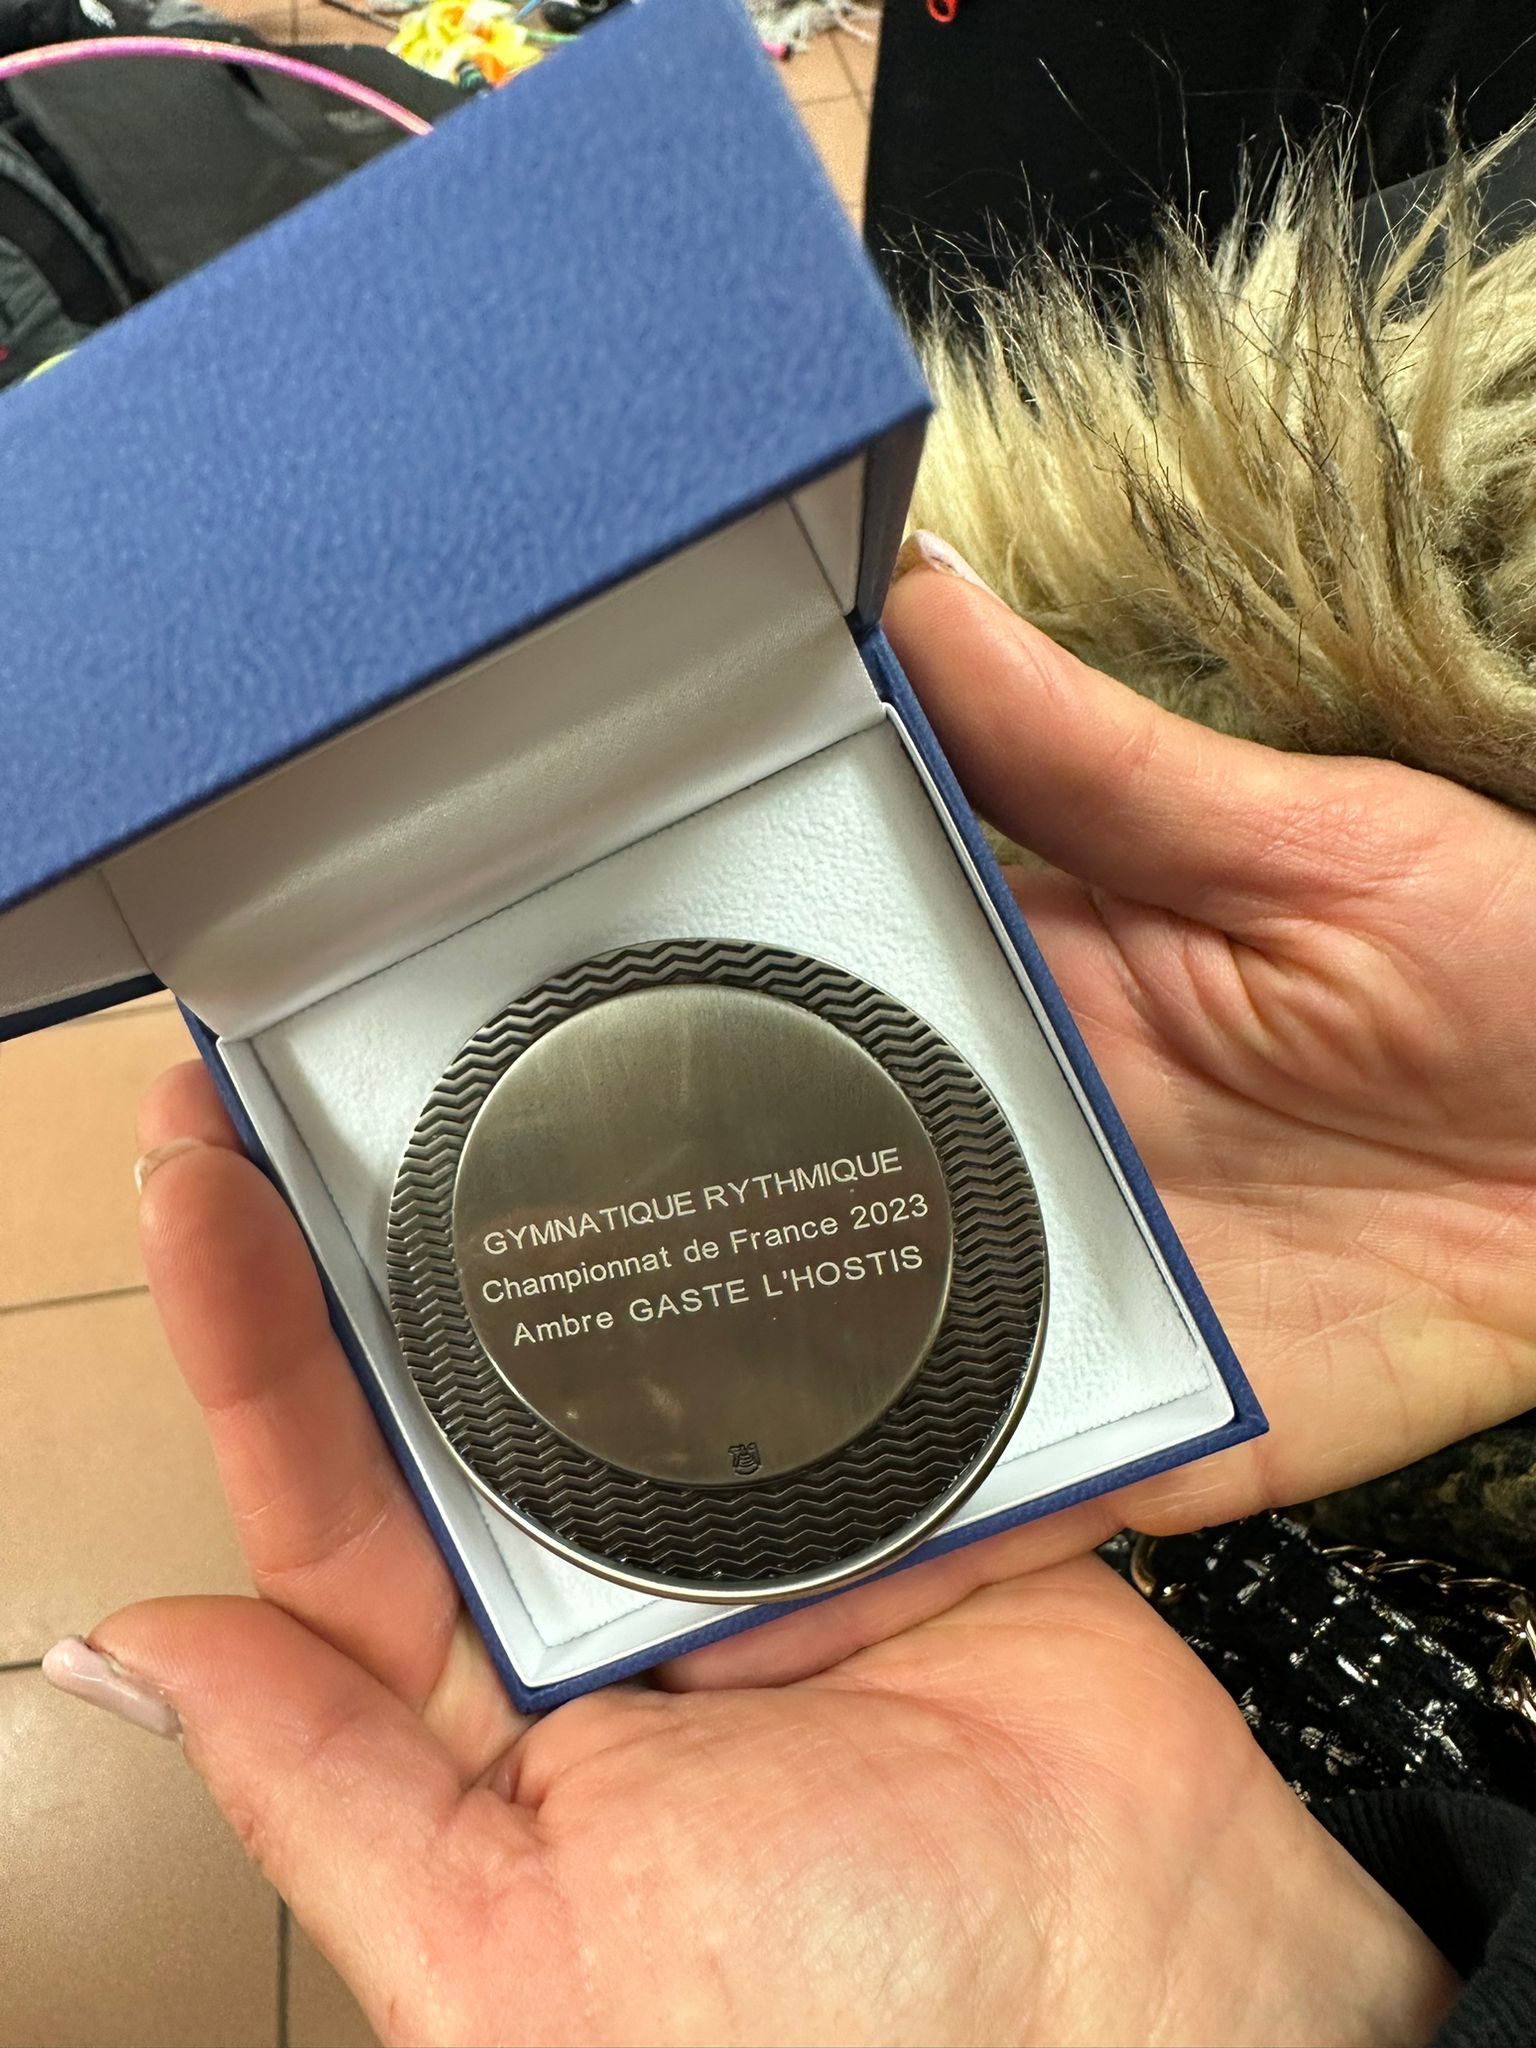 GYMNATIQUE RYTHMIQUE
Championnat de France 2023
Ambre GASTE L'HOSTIS